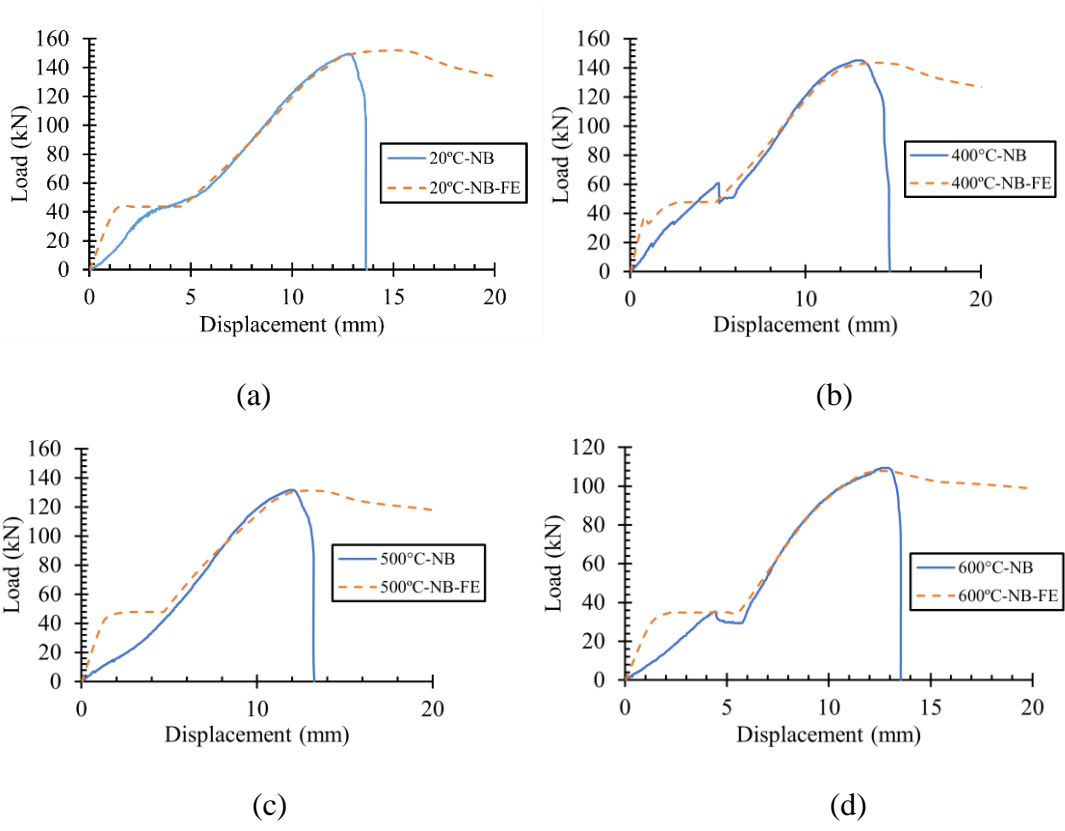 160
140
120
100
80
60
40
20
0
Load (kN)
0 5 10 15 20
Displacement (mm)
20ºC-NB
20ºC-NB-FE
(a)
160
140
120
100
80
60
40
20
0
Load (kN)
0 10 20
Displacement (mm)
400°C-NB
400ºC-NB-FE
(b)
160
140
120
100
80
60
40
20
0
Load (kN)
0 10 20
Displacement (mm)
500°C-NB
500ºC-NB-FE
(c)
120
100
80
60
40
20
0
Load (kN)
0 5 10 15 20
Displacement (mm)
600°C-NB
600ºC-NB-FE
(d)